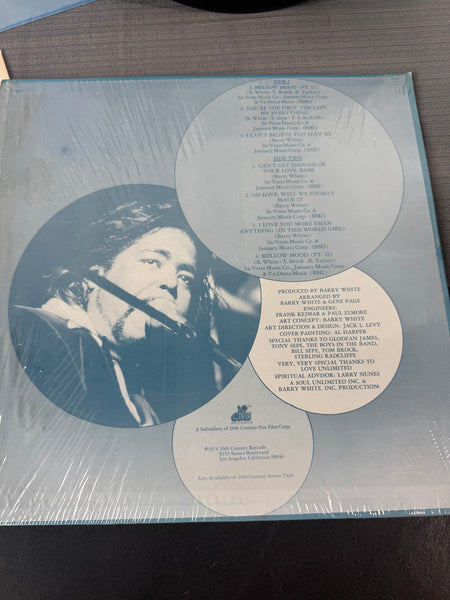 SIDE 1
1. MELLOW MOOD (PT. I)
(B. White - T. Brock - R. Taylor)
Sa-Vette Music Co., January Music Corp.
& Va-Dersa Music (BMI)
2. YOU'RE THE FIRST, THE LAST,
MY EVERYTHING
(B. White - T. Sepe - P. S. Radcliffe)
Sa-Vette Music Co. &
January Music Corp. (BMI)
3. I CAN'T BELIEVE YOU LOVE ME
(Barry White)
Sa-Vette Music Co. &
January Music Corp. (BMI)
SIDE TWO
1. CAN'T GET ENOUGH OF
YOUR LOVE, BABE
(Barry White)
Sa-Vette Music Co. &
January Music Corp. (BMI)
2. OH LOVE, WELL WE FINALLY
MADE IT
(Barry White)
Sa-Vette Music Co. &
January Music Corp. (BMI)
3. I LOVE YOU MORE THAN
ANYTHING (IN THIS WORLD GIRL)
(Barry White)
Sa-Vette Music Co. &
January Music Corp. (BMI)
4. MELLOW MOOD (PT. II)
(B. White - T. Brock - R. Taylor)
Sa-Vette Music Co., January Music Corp.
& Va-Dersa Music (BMI)
PRODUCED BY BARRY WHITE
ARRANGED BY
BARRY WHITE & GENE PAGE
ENGINEERS:
FRANK KEJMAR & PAUL ELMORE
ART CONCEPT: BARRY WHITE
ART DIRECTION & DESIGN: JACK L. LEVY
COVER PAINTING: AL HARPER
SPECIAL THANKS TO GLODEAN JAMES,
TONY SEPE, THE BOYS IN THE BAND,
BILL SEPE, TOM BROCK,
STERLING RADCLIFFE
VERY, VERY SPECIAL THANKS TO
LOVE UNLIMITED
SPIRITUAL ADVISOR: LARRY NUNES
A SOUL UNLIMITED INC. &
BARRY WHITE, INC. PRODUCTION
RECORDS
A Subsidiary of 20th Century-Fox Film Corp.
℗1974 20th Century Records
8255 Sunset Boulevard
Los Angeles, California 90046
Also Available on 20th Century Stereo Tape